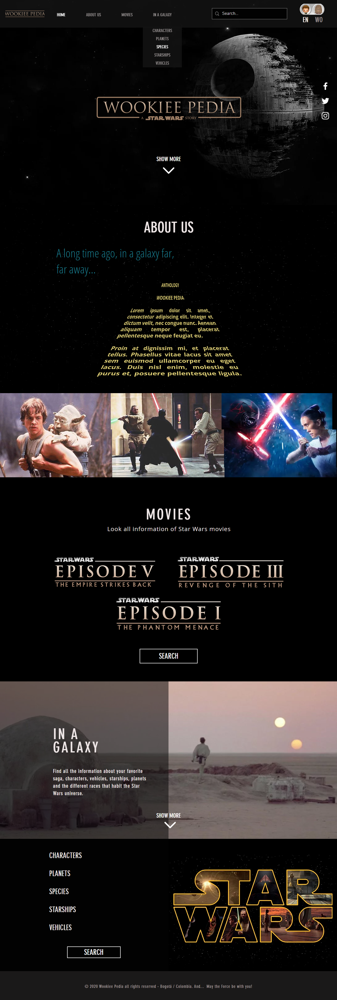 WOOKIEE PEDIA
HOME
ABOUT US
MOVIES
IN A GALAXY
Search...
EN WO
CHARACTERS
PLANETS
SPECIES
STARSHIPS
VEHICLES
WOOKIEE PEDIA
A STAR WARS STORY
SHOW MORE
ABOUT US
A long time ago, in a galaxy far,
far away...
ANTHOLOGY
WOOKIEE PEDIA
Lorem ipsum dolor sit amet,
consectetur adipiscing elit. Integer et
dictum velit, nec congue nunc. Aenean
aliquam tempor est, placerat
pellentesque neque feugiat eu.
Proin at dignissim mi, et placerat
tellus. Phasellus vitae lacus sit amet
sem euismod ullamcorper eu eget
lacus. Duis nisl enim, molestie eu
purus et, posuere pellentesque ligula.
MOVIES
Look all information of Star Wars movies
STAR WARS
EPISODE V
THE EMPIRE STRIKES BACK
STAR WARS
EPISODE III
REVENGE OF THE SITH
STAR WARS
EPISODE I
THE PHANTOM MENACE
SEARCH
IN A
GALAXY
Find all the information about your favorite
saga, characters, vehicles, starships, planets
and the different races that habit the Star
Wars universe.
SHOW MORE
CHARACTERS
PLANETS
SPECIES
STARSHIPS
VEHICLES
SEARCH
STAR
WARS
© 2020 Wookiee Pedia all rights reserved - Bogotá / Colombia. And... May the Force be with you!